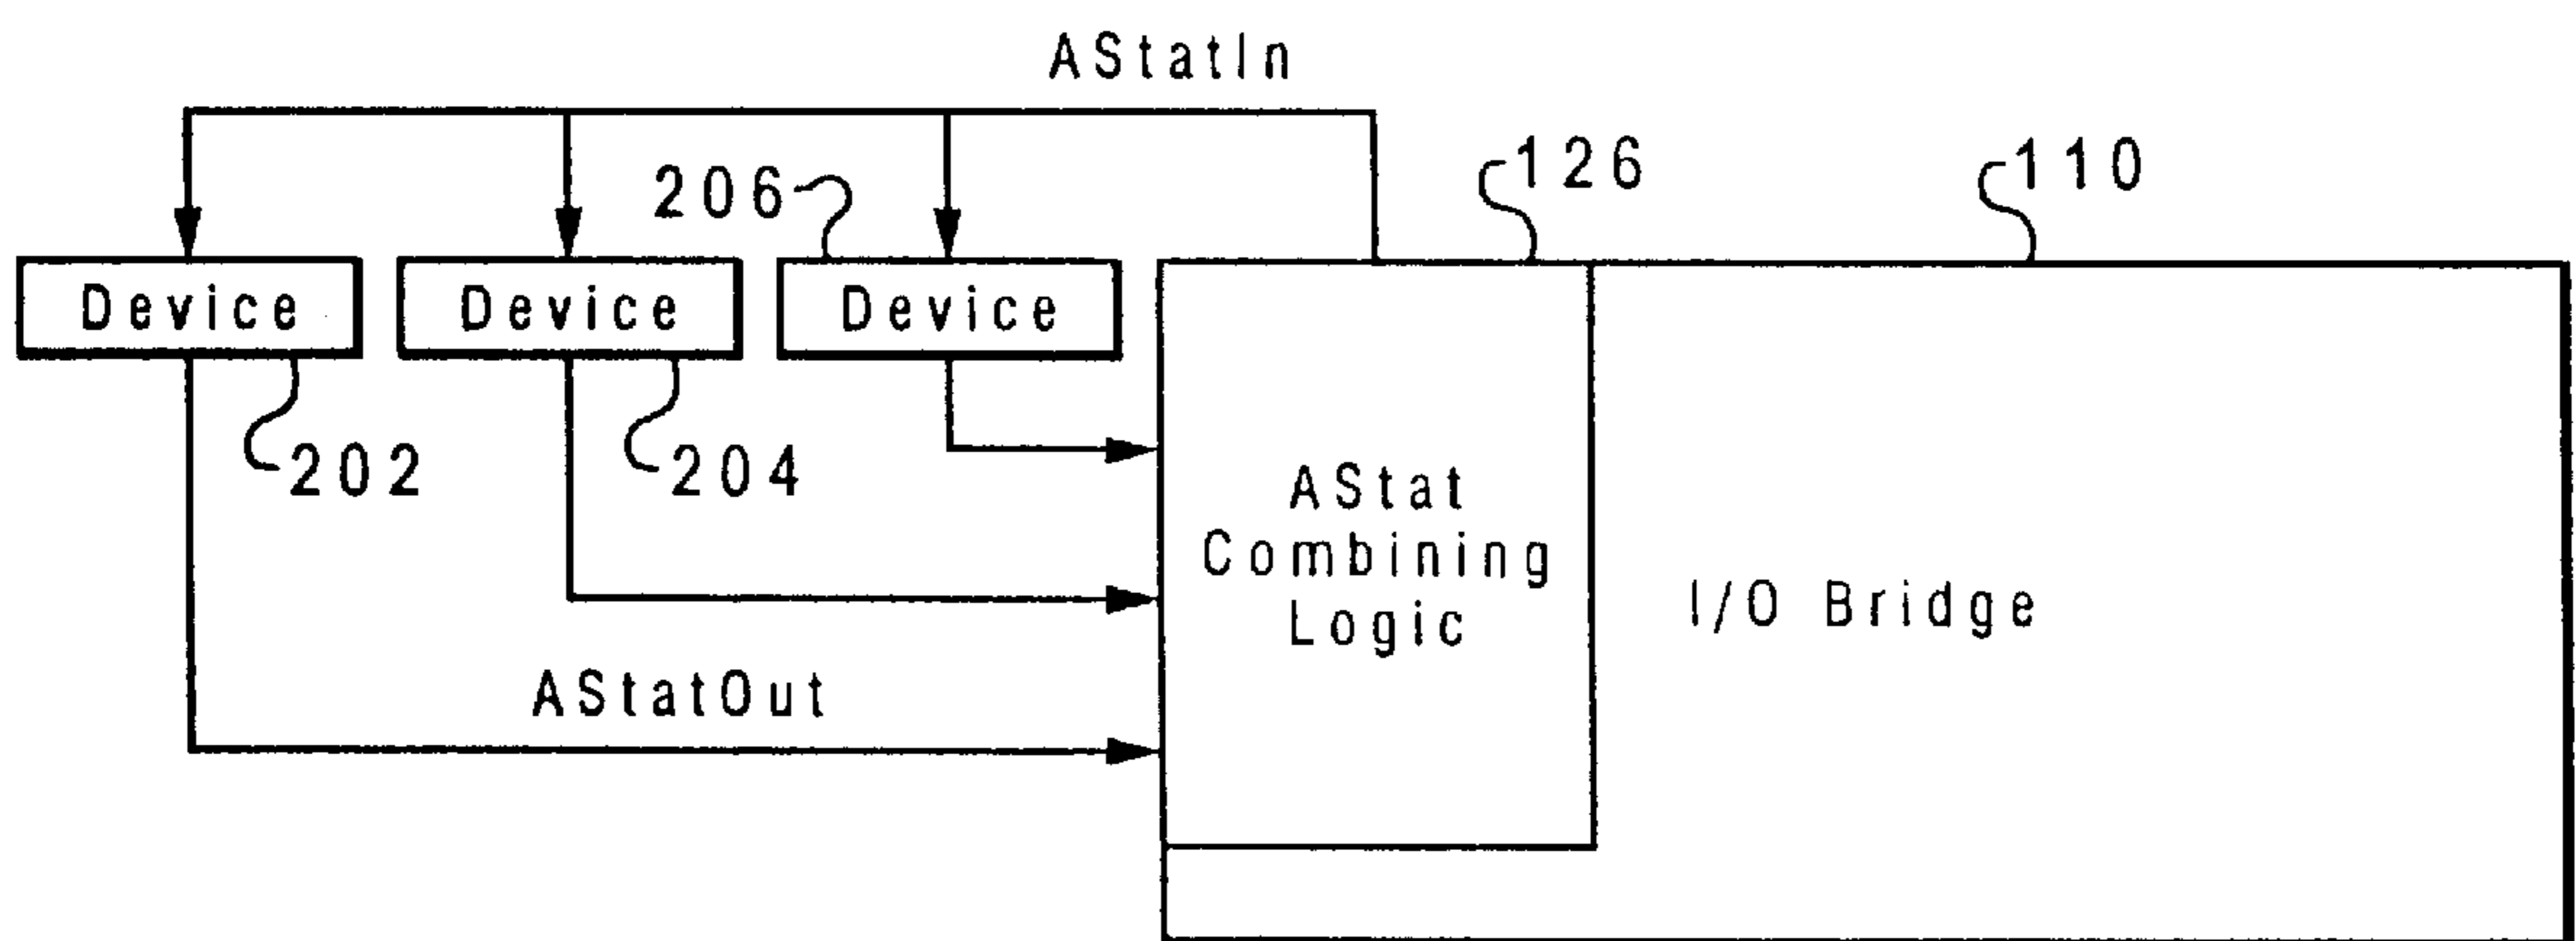 AStatIn
126
110
206
Device
Device
Device
202
204
AStat
Combining
Logic
I/O Bridge
AStatOut